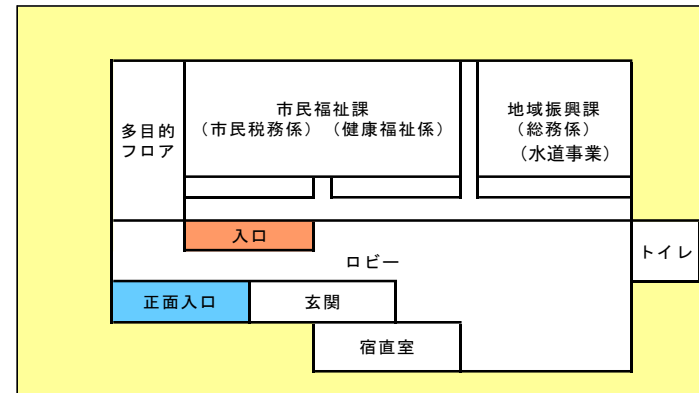 多目的
フロア
市民福祉課
（市民税務係）（健康福祉係）
地域振興課
（総務係）
（水道事業）
入口
ロビー
トイレ
正面入口
玄関
宿直室